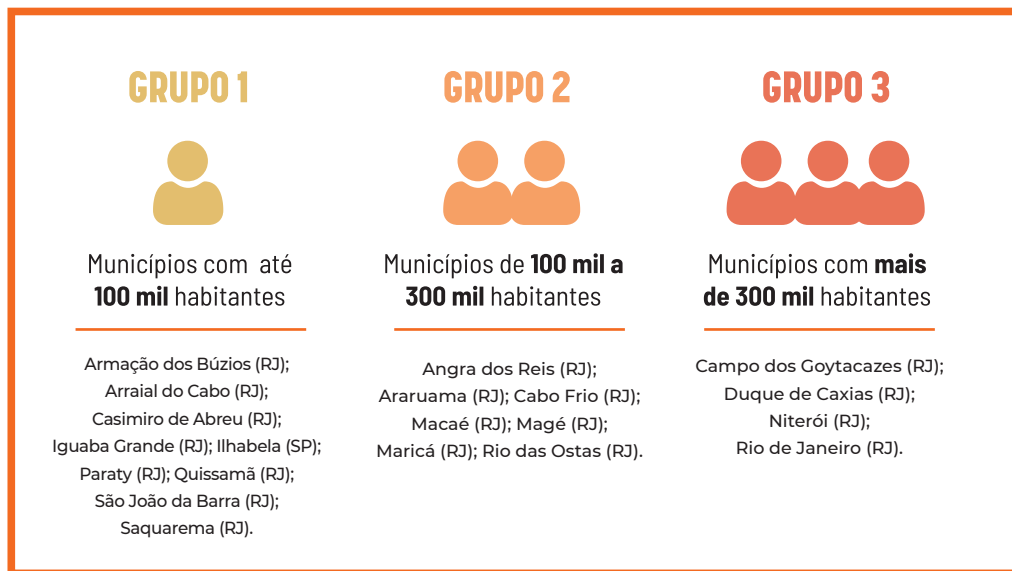 GRUPO 1
Municípios com até
100 mil habitantes
Armação dos Búzios (RJ);
Arraial do Cabo (RJ);
Casimiro de Abreu (RJ);
Iguaba Grande (RJ); Ilhabela (SP);
Paraty (RJ); Quissamã (RJ);
São João da Barra (RJ);
Saquarema (RJ).
GRUPO 2
Municípios de 100 mil a
300 mil habitantes
Angra dos Reis (RJ);
Araruama (RJ); Cabo Frio (RJ);
Macaé (RJ); Magé (RJ);
Maricá (RJ); Rio das Ostas (RJ).
GRUPO 3
Municípios com mais
de 300 mil habitantes
Campo dos Goytacazes (RJ);
Duque de Caxias (RJ);
Niterói (RJ);
Rio de Janeiro (RJ).